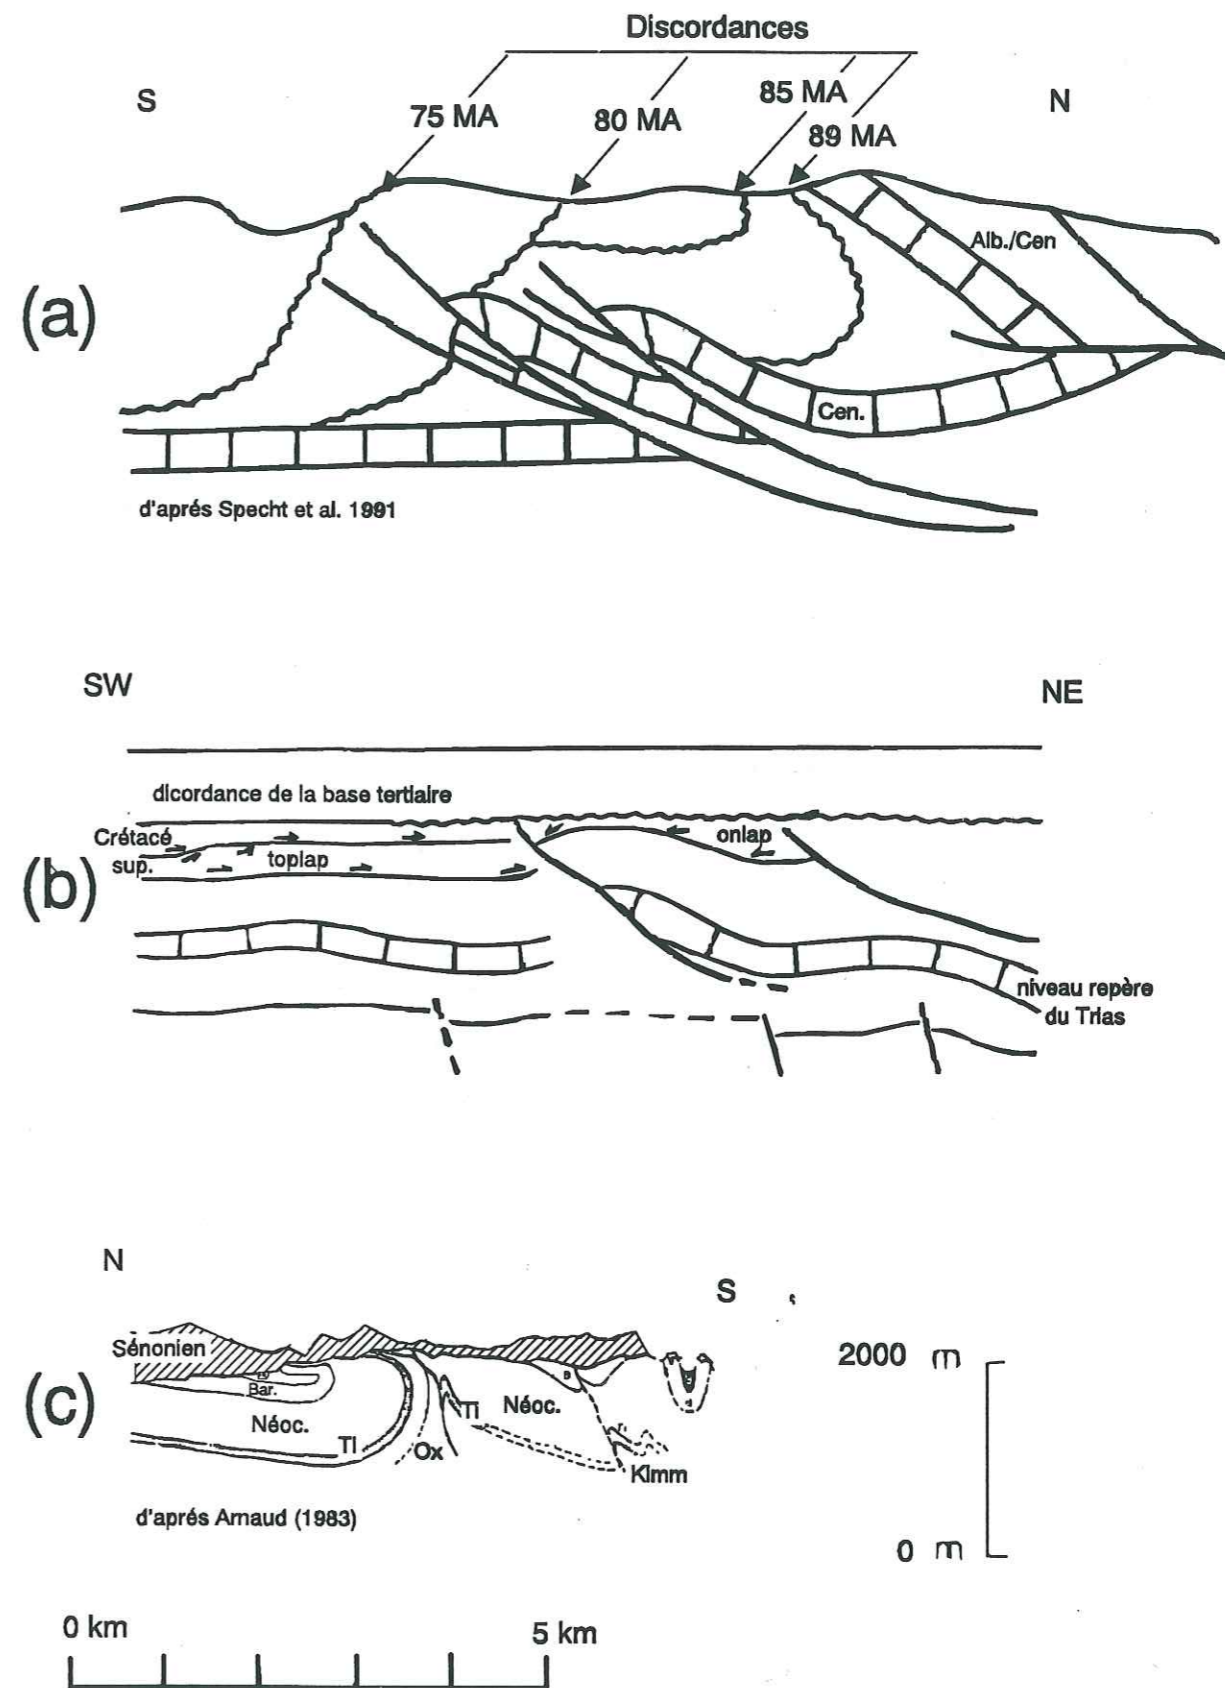 Discordances
S
N
75 MA
80 MA
85 MA
89 MA
Alb./Cen
(a)
Cen.
d'aprés Specht et al. 1991
SW
NE
dicordance de la base tertiaire
Crétacé
sup.
toplap
onlap
(b)
niveau repère
du Trias
N
S
Sénonien
Bar.
B
Néoc.
Néoc.
(c)
Ti
Ti
Ti
Ox
Kimm
d'aprés Arnaud (1983)
2000 m
0 m
0 km
5 km